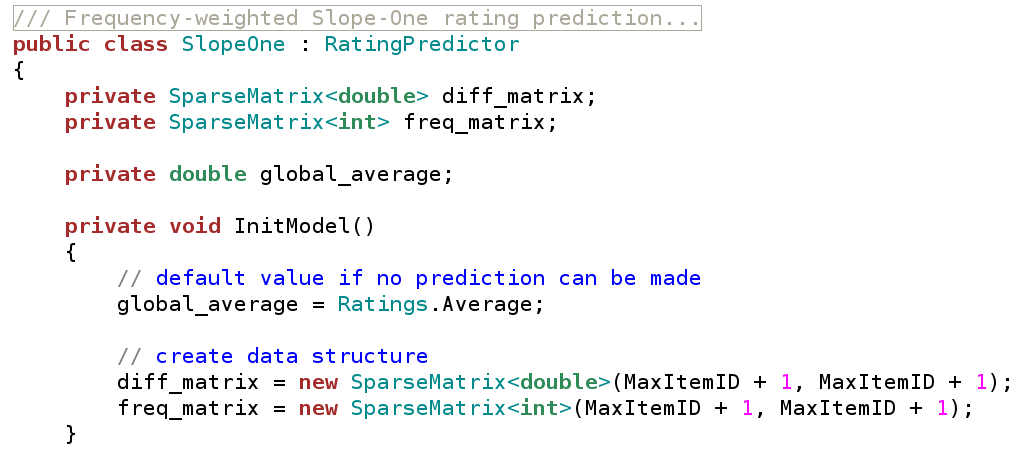 /// Frequency-weighted Slope-One rating prediction...
public class SlopeOne : RatingPredictor
{
    private SparseMatrix<double> diff_matrix;
    private SparseMatrix<int> freq_matrix;

    private double global_average;

    private void InitModel()
    {
        // default value if no prediction can be made
        global_average = Ratings.Average;

        // create data structure
        diff_matrix = new SparseMatrix<double>(MaxItemID + 1, MaxItemID + 1);
        freq_matrix = new SparseMatrix<int>(MaxItemID + 1, MaxItemID + 1);
    }